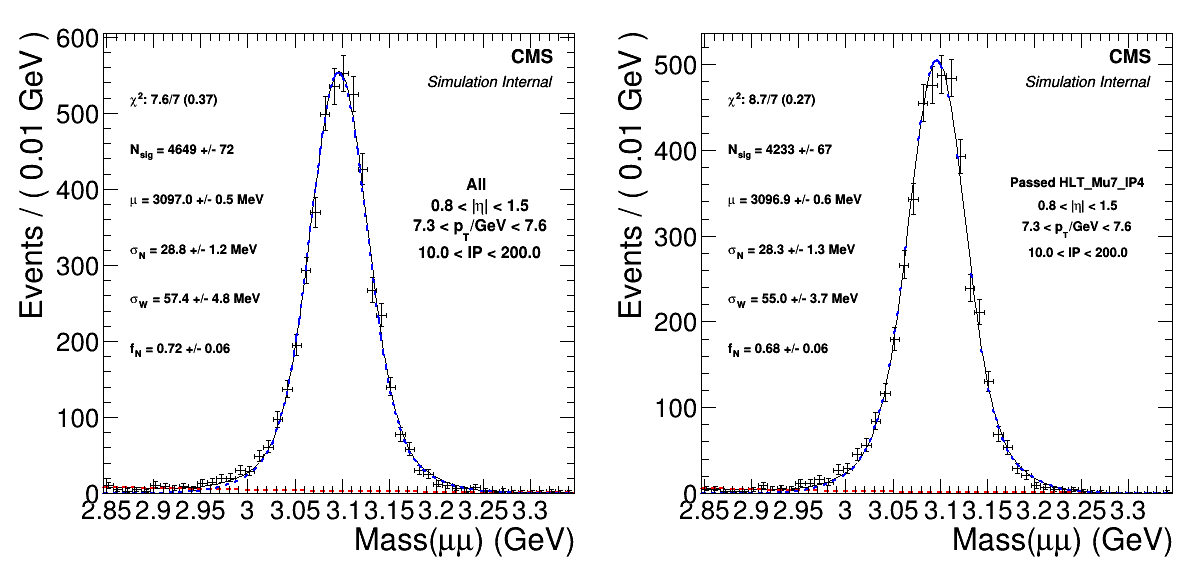 CMS
Simulation Internal
χ²: 7.6/7 (0.37)
N_sig = 4649 +/- 72
μ = 3097.0 +/- 0.5 MeV
σ_N = 28.8 +/- 1.2 MeV
σ_W = 57.4 +/- 4.8 MeV
f_N = 0.72 +/- 0.06
All
0.8 < |η| < 1.5
7.3 < p_T/GeV < 7.6
10.0 < IP < 200.0
Events / ( 0.01 GeV )
600
500
400
300
200
100
0
2.85 2.9 2.95 3 3.05 3.1 3.15 3.2 3.25 3.3
Mass(μμ) (GeV)
CMS
Simulation Internal
χ²: 8.7/7 (0.27)
N_sig = 4233 +/- 67
μ = 3096.9 +/- 0.6 MeV
σ_N = 28.3 +/- 1.3 MeV
σ_W = 55.0 +/- 3.7 MeV
f_N = 0.68 +/- 0.06
Passed HLT_Mu7_IP4
0.8 < |η| < 1.5
7.3 < p_T/GeV < 7.6
10.0 < IP < 200.0
Events / ( 0.01 GeV )
500
400
300
200
100
0
2.85 2.9 2.95 3 3.05 3.1 3.15 3.2 3.25 3.3
Mass(μμ) (GeV)